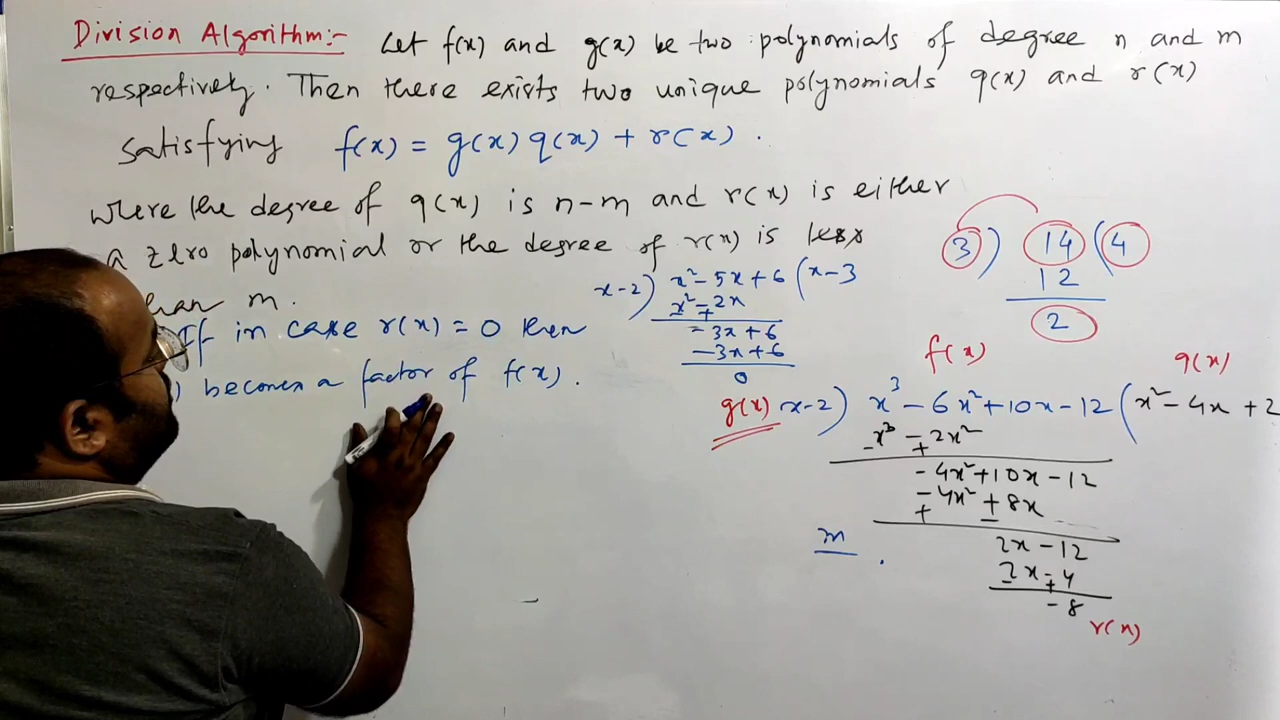 Division Algorithm:- Let f(x) and g(x) be two polynomials of degree n and m
respectively. Then there exists two unique polynomials q(x) and r(x)
satisfying f(x) = g(x) q(x) + r(x).
where the degree of q(x) is n-m and r(x) is either
a zero polynomial or the degree of r(x) is less
than m.
If in case r(x) = 0 then
) becomes a factor of f(x).
x-2) x²-5x+6 (x-3
x²-2x
+
-3x+6
-3x+6
0
3) 14 (4
12
2
f(x) q(x)
g(x) x-2) x³-6x²+10x-12 (x²-4x+2
x³-2x²
- +
-4x²+10x-12
-4x²+8x
+ -
2x-12
2x-4
- +
-8
r(x)
m .